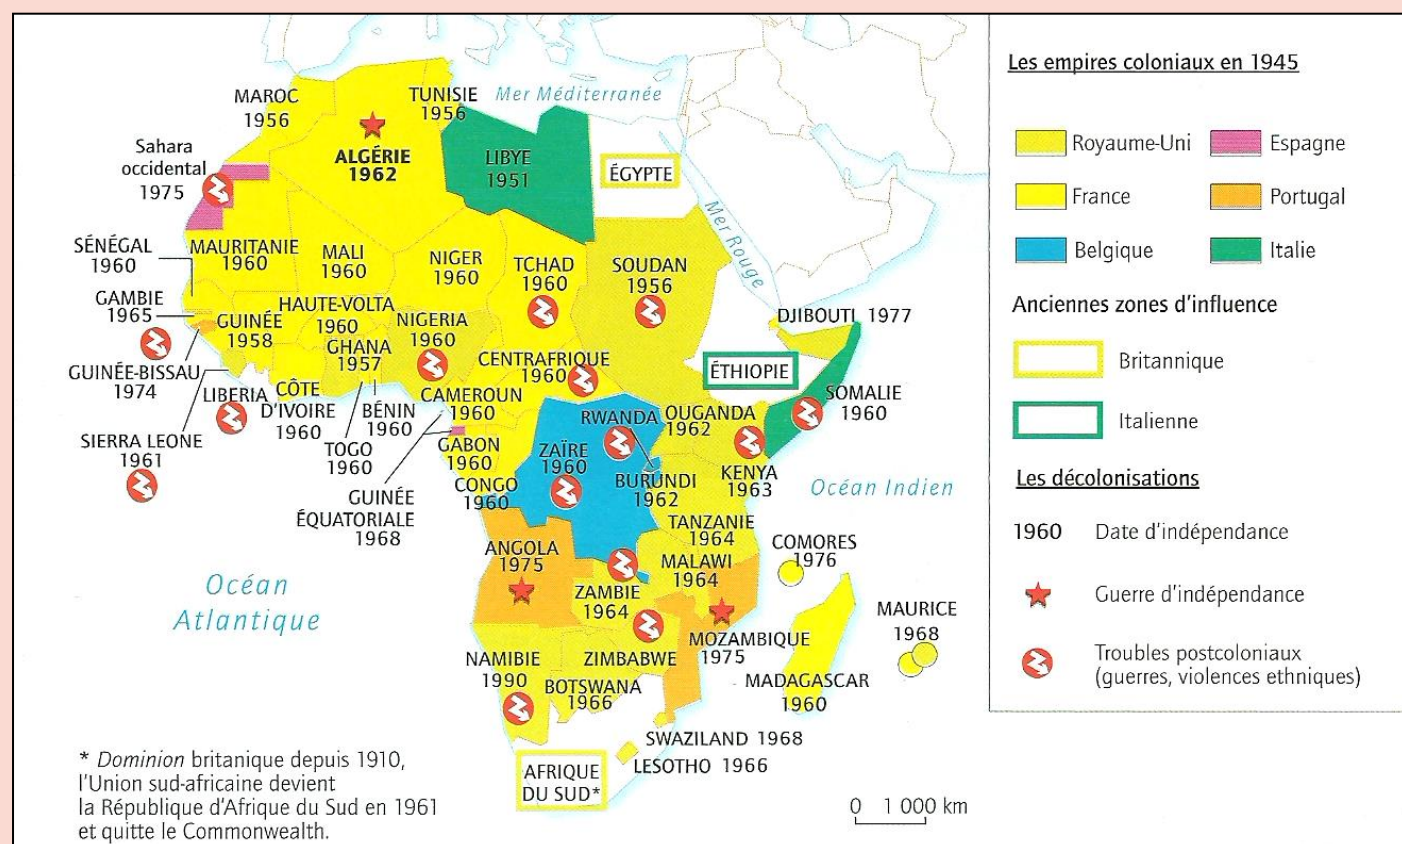 MAROC
1956
TUNISIE
1956
Mer Méditerranée
Sahara
occidental
1975
ALGÉRIE
1962
LIBYE
1951
ÉGYPTE
Mer Rouge
SÉNÉGAL
1960
MAURITANIE
1960
MALI
1960
NIGER
1960
TCHAD
1960
SOUDAN
1956
GAMBIE
1965
GUINÉE
1958
HAUTE-VOLTA
1960
NIGERIA
1960
DJIBOUTI 1977
GHANA
1957
CENTRAFRIQUE
1960
ÉTHIOPIE
GUINÉE-BISSAU
1974
LIBERIA
CÔTE
D'IVOIRE
1960
BÉNIN
1960
CAMEROUN
1960
RWANDA
OUGANDA
1962
SOMALIE
1960
SIERRA LEONE
1961
TOGO
1960
GABON
1960
ZAÏRE
1960
BURUNDI
1962
KENYA
1963
Océan Indien
GUINÉE
ÉQUATORIALE
1968
CONGO
1960
TANZANIE
1964
ANGOLA
1975
MALAWI
1964
COMORES
1976
Océan
Atlantique
ZAMBIE
1964
MAURICE
1968
MOZAMBIQUE
1975
NAMIBIE
1990
ZIMBABWE
BOTSWANA
1966
MADAGASCAR
1960
SWAZILAND 1968
LESOTHO 1966
AFRIQUE
DU SUD*
0 1 000 km
* Dominion britanique depuis 1910,
l'Union sud-africaine devient
la République d'Afrique du Sud en 1961
et quitte le Commonwealth.
Les empires coloniaux en 1945
Royaume-Uni
Espagne
France
Portugal
Belgique
Italie
Anciennes zones d'influence
Britannique
Italienne
Les décolonisations
1960 Date d'indépendance
Guerre d'indépendance
Troubles postcoloniaux
(guerres, violences ethniques)